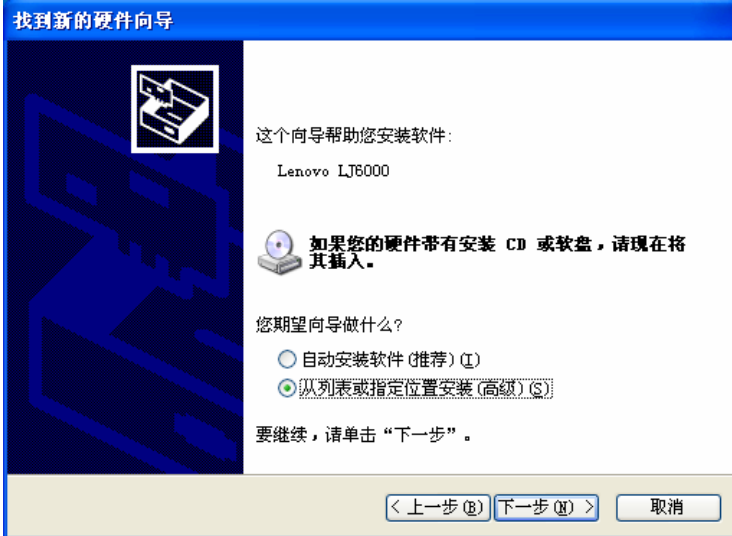 找到新的硬件向导
这个向导帮助您安装软件:
Lenovo LJ6000
如果您的硬件带有安装 CD 或软盘，请现在将
其插入。
您期望向导做什么?
自动安装软件(推荐)(I)
从列表或指定位置安装(高级)(S)
要继续，请单击“下一步”。
< 上一步(B) 下一步(N) > 取消